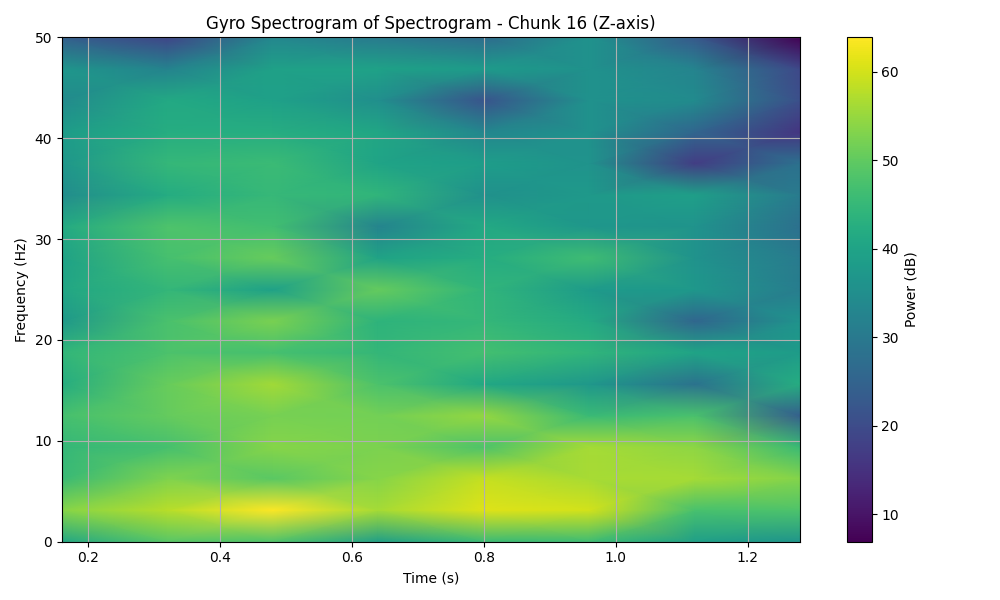 Gyro Spectrogram of Spectrogram - Chunk 16 (Z-axis)
50
40
30
20
10
0
Frequency (Hz)
0.2 0.4 0.6 0.8 1.0 1.2
Time (s)
60
50
40
30
20
10
Power (dB)